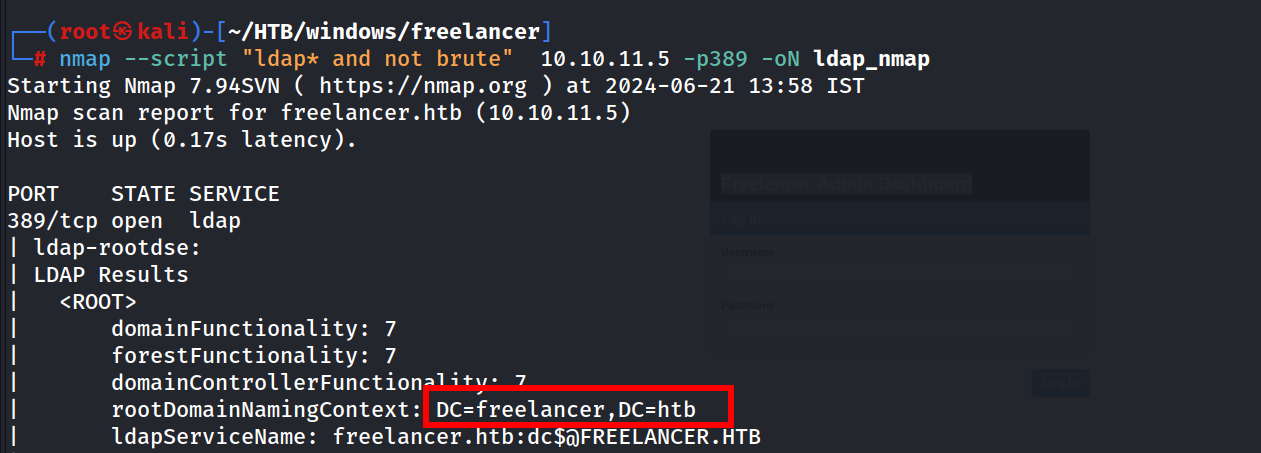 ┌──(root㉿kali)-[~/HTB/windows/freelancer]
└─# nmap --script "ldap* and not brute"  10.10.11.5 -p389 -oN ldap_nmap
Starting Nmap 7.94SVN ( https://nmap.org ) at 2024-06-21 13:58 IST
Nmap scan report for freelancer.htb (10.10.11.5)
Host is up (0.17s latency).
PORT    STATE SERVICE
389/tcp open  ldap
| ldap-rootdse:
| LDAP Results
|   <ROOT>
|       domainFunctionality: 7
|       forestFunctionality: 7
|       domainControllerFunctionality: 7
|       rootDomainNamingContext: DC=freelancer,DC=htb
|       ldapServiceName: freelancer.htb:dc$@FREELANCER.HTB
Freelancer Admin Dashboard
Log in
Username
Password
Log in